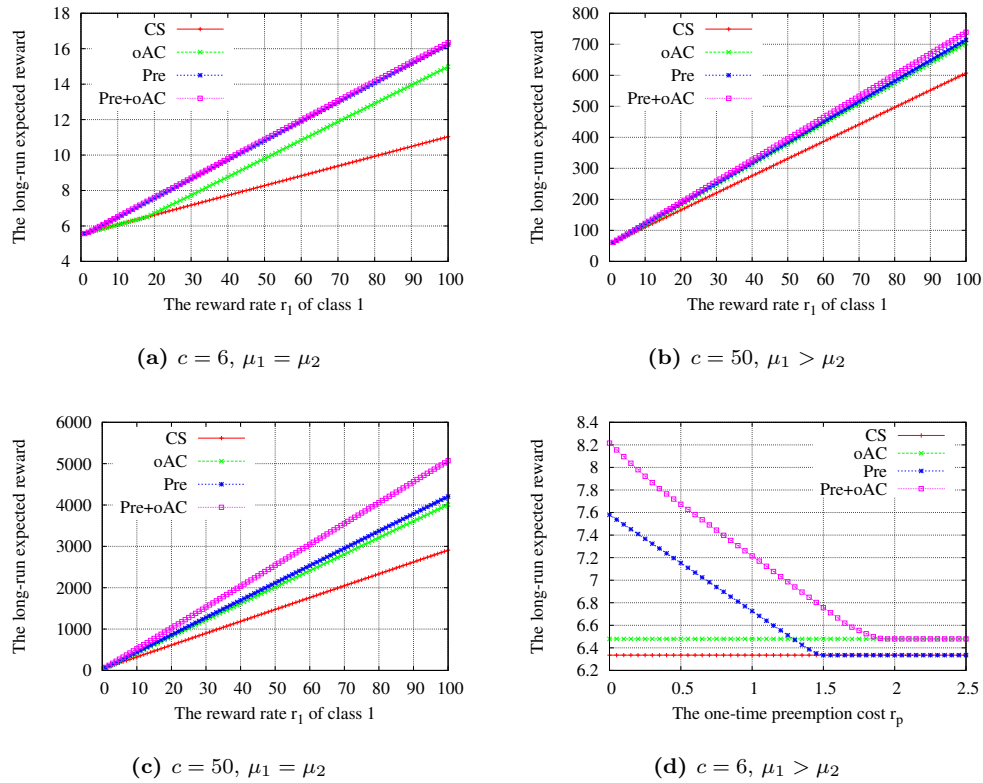 The long-run expected reward
18
16
14
12
10
8
6
4
CS
oAC
Pre
Pre+oAC
0 10 20 30 40 50 60 70 80 90 100
The reward rate r1 of class 1
(a) c = 6, μ1 = μ2
The long-run expected reward
800
700
600
500
400
300
200
100
0
CS
oAC
Pre
Pre+oAC
0 10 20 30 40 50 60 70 80 90 100
The reward rate r1 of class 1
(b) c = 50, μ1 > μ2
The long-run expected reward
6000
5000
4000
3000
2000
1000
0
CS
oAC
Pre
Pre+oAC
0 10 20 30 40 50 60 70 80 90 100
The reward rate r1 of class 1
(c) c = 50, μ1 = μ2
The long-run expected reward
8.4
8.2
8
7.8
7.6
7.4
7.2
7
6.8
6.6
6.4
6.2
CS
oAC
Pre
Pre+oAC
0 0.5 1 1.5 2 2.5
The one-time preemption cost rp
(d) c = 6, μ1 > μ2